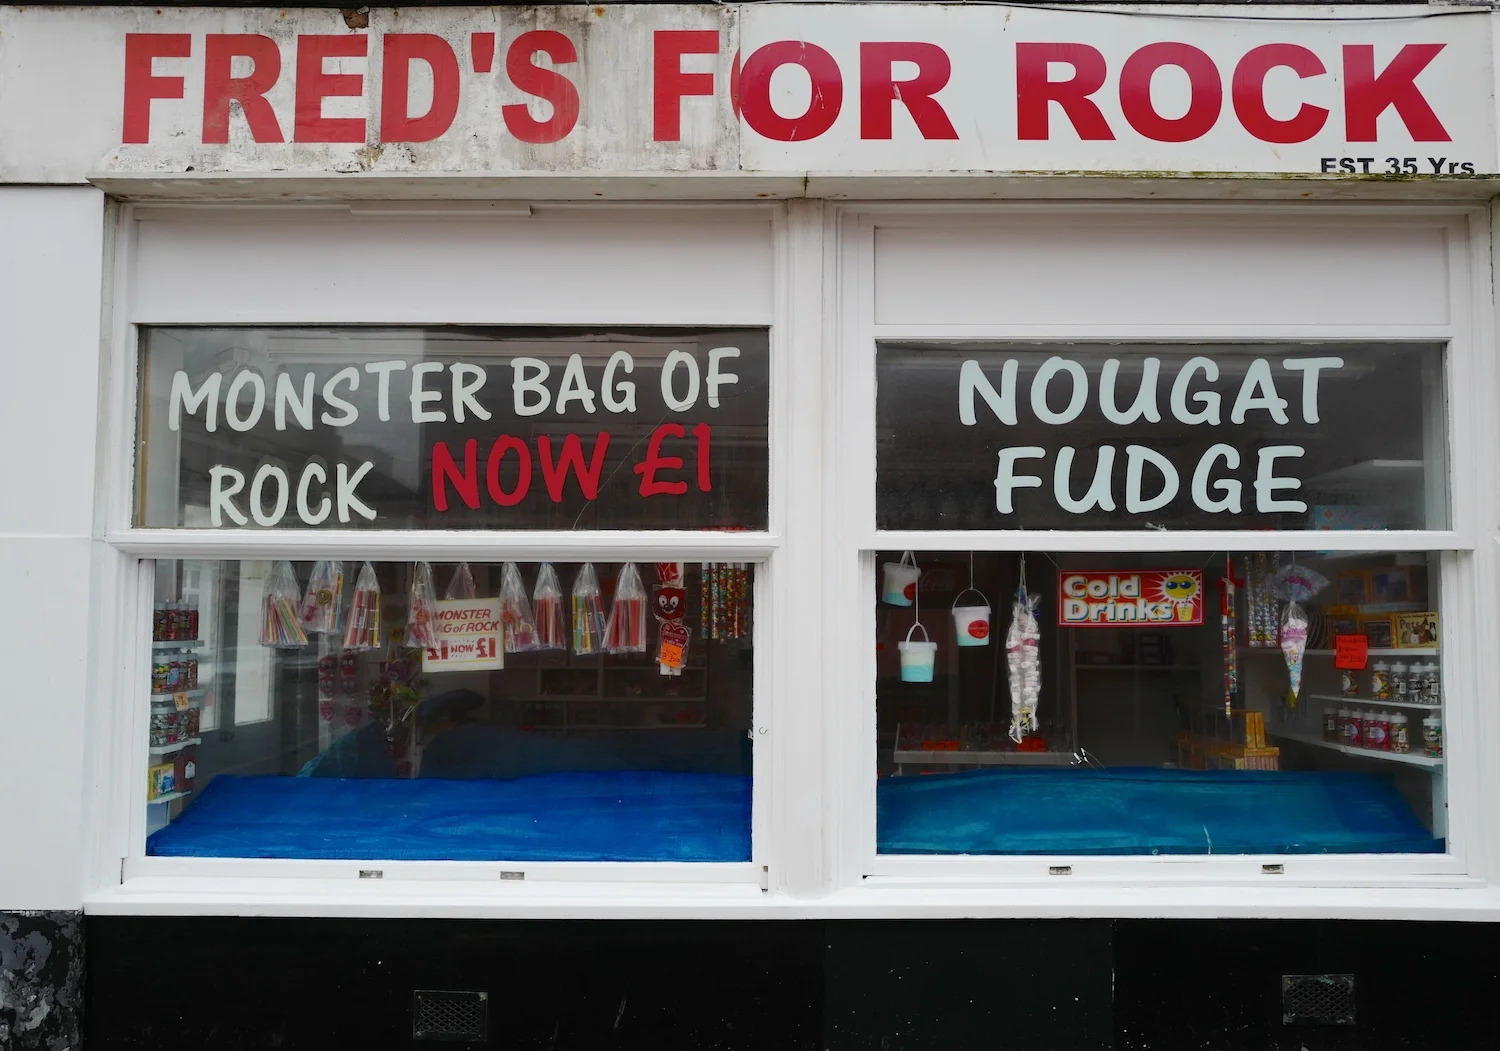 FRED'S FOR ROCK
EST 35 Yrs
MONSTER BAG OF
ROCK NOW £1
NOUGAT
FUDGE
MONSTER
BAG OF ROCK
£1 NOW £1
Cold
Drinks
Pets